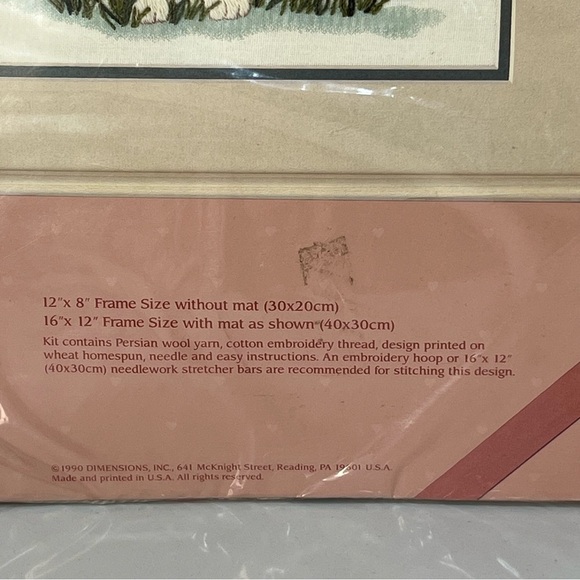 12"x 8" Frame Size without mat (30x20cm)
16"x 12" Frame Size with mat as shown (40x30cm)
Kit contains Persian wool yarn, cotton embroidery thread, design printed on
wheat homespun, needle and easy instructions. An embroidery hoop or 16"x 12"
(40x30cm) needlework stretcher bars are recommended for stitching this design.
© 1990 DIMENSIONS, INC., 641 McKnight Street, Reading, PA 19601 U.S.A.
Made and printed in U.S.A. All rights reserved.